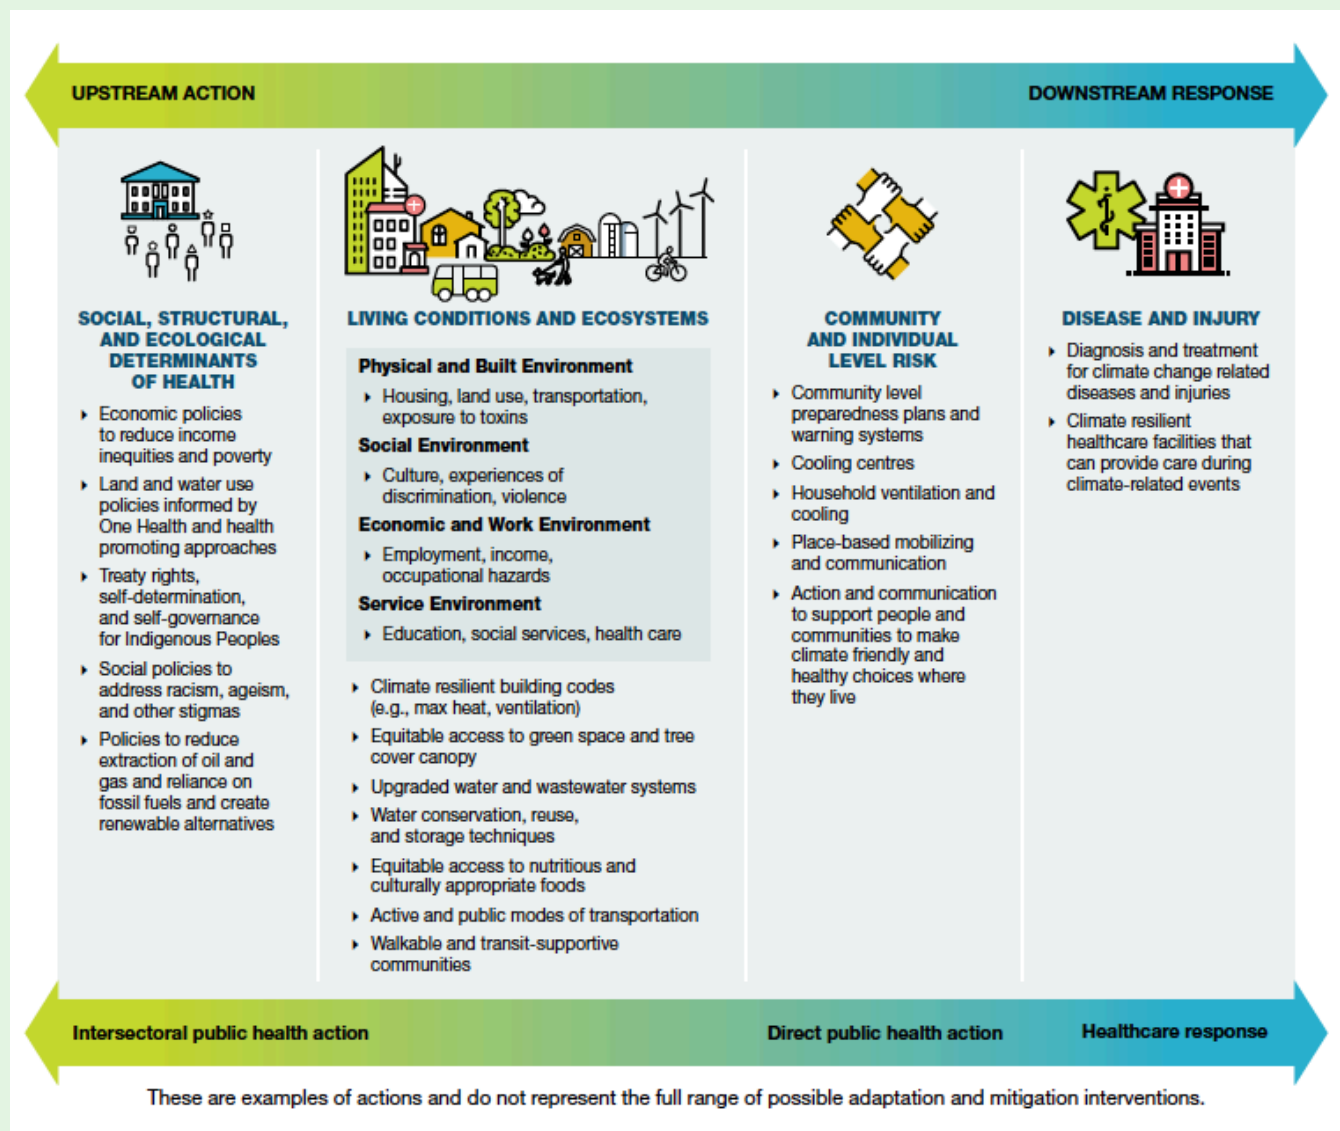 UPSTREAM ACTION
DOWNSTREAM RESPONSE
SOCIAL, STRUCTURAL,
AND ECOLOGICAL
DETERMINANTS
OF HEALTH
Economic policies
to reduce income
inequities and poverty
Land and water use
policies informed by
One Health and health
promoting approaches
Treaty rights,
self-determination,
and self-governance
for Indigenous Peoples
Social policies to
address racism, ageism,
and other stigmas
Policies to reduce
extraction of oil and
gas and reliance on
fossil fuels and create
renewable alternatives
LIVING CONDITIONS AND ECOSYSTEMS
Physical and Built Environment
Housing, land use, transportation,
exposure to toxins
Social Environment
Culture, experiences of
discrimination, violence
Economic and Work Environment
Employment, income,
occupational hazards
Service Environment
Education, social services, health care
Climate resilient building codes
(e.g., max heat, ventilation)
Equitable access to green space and tree
cover canopy
Upgraded water and wastewater systems
Water conservation, reuse,
and storage techniques
Equitable access to nutritious and
culturally appropriate foods
Active and public modes of transportation
Walkable and transit-supportive
communities
COMMUNITY
AND INDIVIDUAL
LEVEL RISK
Community level
preparedness plans and
warning systems
Cooling centres
Household ventilation and
cooling
Place-based mobilizing
and communication
Action and communication
to support people and
communities to make
climate friendly and
healthy choices where
they live
DISEASE AND INJURY
Diagnosis and treatment
for climate change related
diseases and injuries
Climate resilient
healthcare facilities that
can provide care during
climate-related events
Intersectoral public health action
Direct public health action
Healthcare response
These are examples of actions and do not represent the full range of possible adaptation and mitigation interventions.